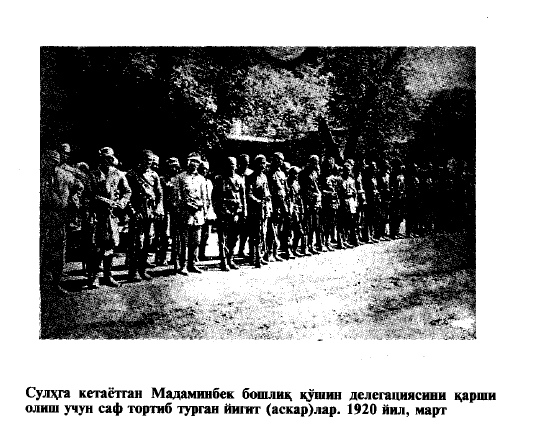 Сулҳга кетаётган Мадаминбек бошлиқ қўшин делегациясини қарши
олиш учун саф тортиб турган йигит (аскар)лар. 1920 йил, март